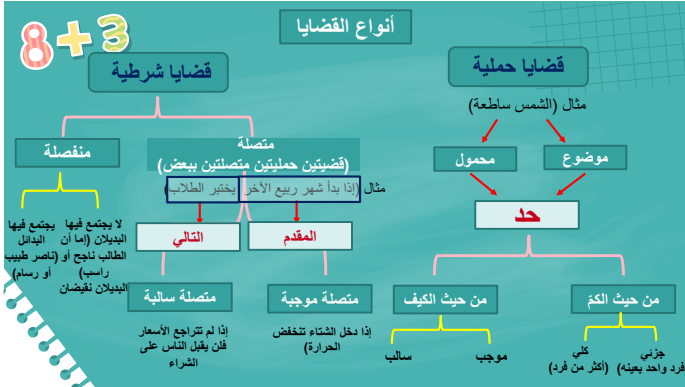 أنواع القضايا
8+3
قضايا حملية
مثال (الشمس ساطعة)
موضوع
محمول
حد
من حيث الكمّ
من حيث الكيف
جزئي
فرد واحد بعينه)
كلي
(أكثر من فرد)
موجب
سالب
قضايا شرطية
متصلة
(قضيتين حمليتين متصلتين ببعض)
مثال (إذا بدأ شهر ربيع الآخر يختبر الطلاب)
المقدم
التالي
متصلة موجبة
إذا دخل الشتاء تنخفض
الحرارة)
متصلة سالبة
إذا لم تتراجع الأسعار
فلن يقبل الناس على
الشراء
منفصلة
لا يجتمع فيها
البديلان (إما أن
الطالب ناجح أو
راسب)
البديلان نقيضان
يجتمع فيها
البدائل
(ناصر طبيب
أو رسام)